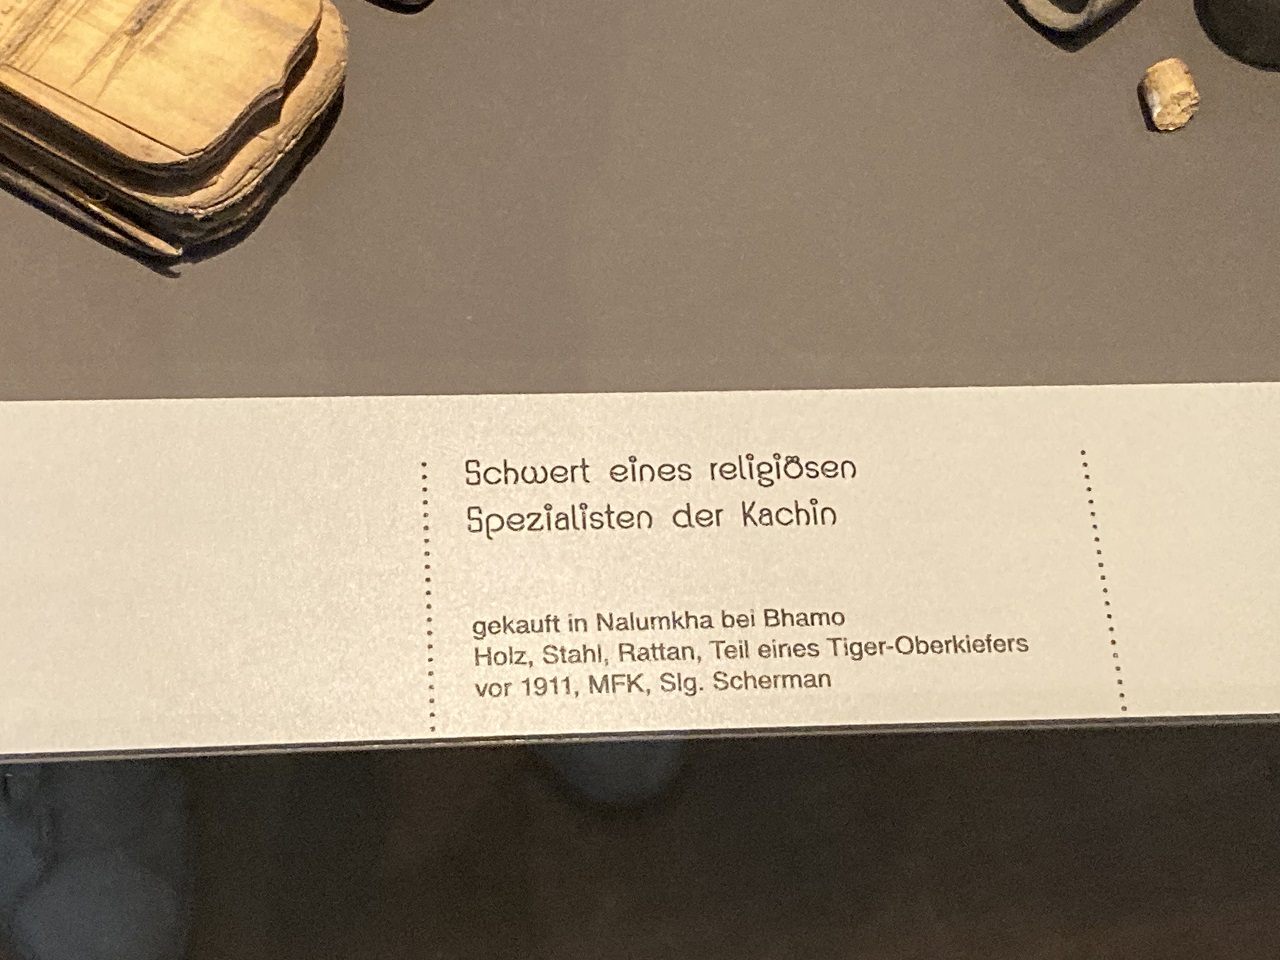 Schwert eines religiösen
Spezialisten der Kachin
gekauft in Nalumkha bei Bhamo
Holz, Stahl, Rattan, Teil eines Tiger-Oberkiefers
vor 1911, MFK, Slg. Scherman